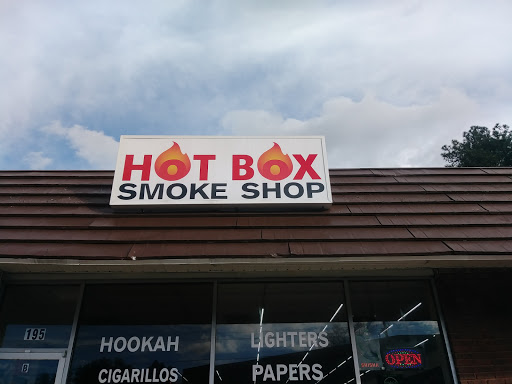 HOT BOX
SMOKE SHOP
195
B
HOOKAH
LIGHTERS
CIGARILLOS
PAPERS
OPEN